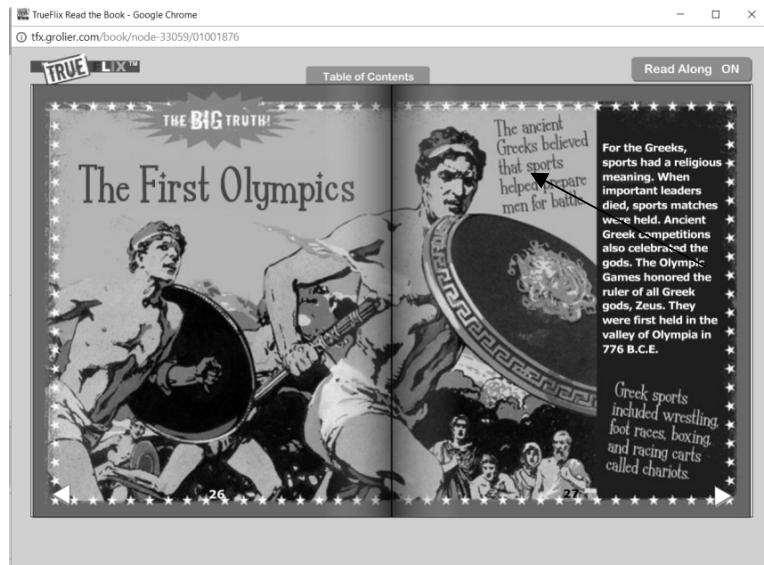 TrueFlix Read the Book - Google Chrome
tfx.grolier.com/book/node-33059/01001876
TRUE FLIX™
Table of Contents
Read Along ON
THE BIG TRUTH!
The First Olympics
26
The ancient
Greeks believed
that sports
helped prepare
men for battle.
For the Greeks,
sports had a religious
meaning. When
important leaders
died, sports matches
were held. Ancient
Greek competitions
also celebrated the
gods. The Olympic
Games honored the
ruler of all Greek
gods, Zeus. They
were first held in the
valley of Olympia in
776 B.C.E.
Greek sports
included wrestling,
foot races, boxing,
and racing carts
called chariots.
27